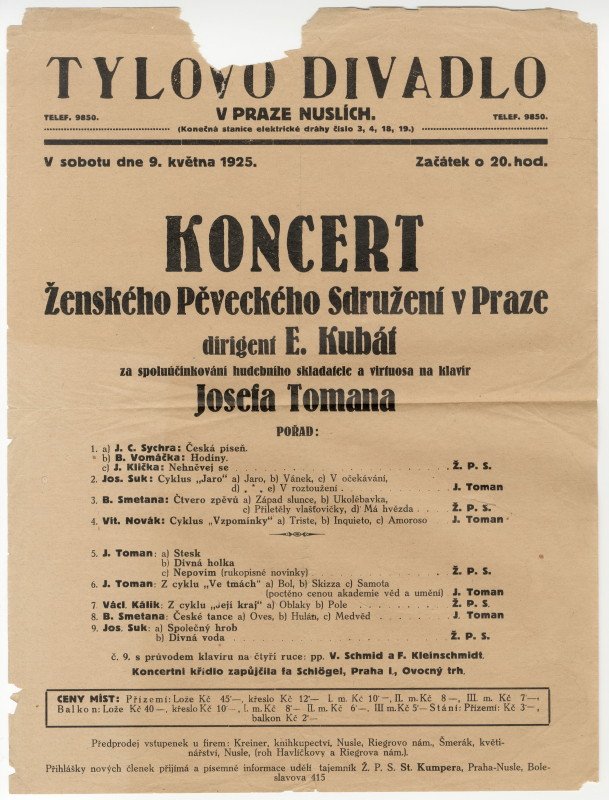 TYLOVO DIVADLO
TELEF. 9850. V PRAZE NUSLÍCH. TELEF. 9850.
(Konečná stanice elektrické dráhy číslo 3, 4, 18, 19.)
V sobotu dne 9. května 1925. Začátek o 20. hod.
KONCERT
Ženského Pěveckého Sdružení v Praze
dirigent E. Kubát
za spoluúčinkování hudebního skladatele a virtuosa na klavír
Josefa Tomana
POŘAD:
1. a) J. C. Sychra: Česká píseň.
b) B. Vomáčka: Hodiny.
c) J. Klička: Nehněvej se . . . . . . . . Ž. P. S.
2. Jos. Suk: Cyklus „Jaro" a) Jaro, b) Vánek, c) V očekávání,
d) * * * e) V roztoužení . . . . . . J. Toman
3. B. Smetana: Čtvero zpěvů a) Západ slunce, b) Ukolébavka,
c) Přiletěly vlaštovičky, d) Má hvězda . . . Ž. P. S.
4. Vít. Novák: Cyklus „Vzpomínky" a) Triste, b) Inquieto, c) Amoroso J. Toman
5. J. Toman: a) Stesk
b) Divná holka
c) Nepovím (rukopisné novinky) . . . . . . Ž. P. S.
6. J. Toman: Z cyklu „Ve tmách" a) Bol, b) Skizza c) Samota
(poctěno cenou akademie věd a umění) J. Toman
7. Václ. Kálik: Z cyklu „Její kraj" a) Oblaky b) Pole . . . . Ž. P. S.
8. B. Smetana: České tance a) Oves, b) Hulán, c) Medvěd . . J. Toman
9. Jos. Suk: a) Společný hrob
b) Divná voda . . . . . . . . Ž. P. S.
č. 9. s průvodem klavíru na čtyři ruce: pp. V. Schmid a F. Kleinschmidt.
Koncertní křídlo zapůjčila fa Schlögel, Praha I., Ovocný trh.
CENY MÍST: Přízemí: Lože Kč 45'–, křeslo Kč 12'– I. m. Kč 10'–, II. m. Kč 8–, III. m. Kč 7–,
Balkon: Lože Kč 40–, křeslo Kč 10–, I. m. Kč 8'– II. m. Kč 6'–, III. m. Kč 5'– Stání: Přízemí: Kč 3'–,
balkon Kč 2'–
Předprodej vstupenek u firem: Kreiner, knihkupectví, Nusle, Riegrovo nám., Šmerák, květi-
nářství, Nusle, (roh Havlíčkovy a Riegrova nám.).
Přihlášky nových členek přijímá a písemné informace udělí tajemník Ž. P. S. St. Kumpera, Praha-Nusle, Bole-
slavova 415